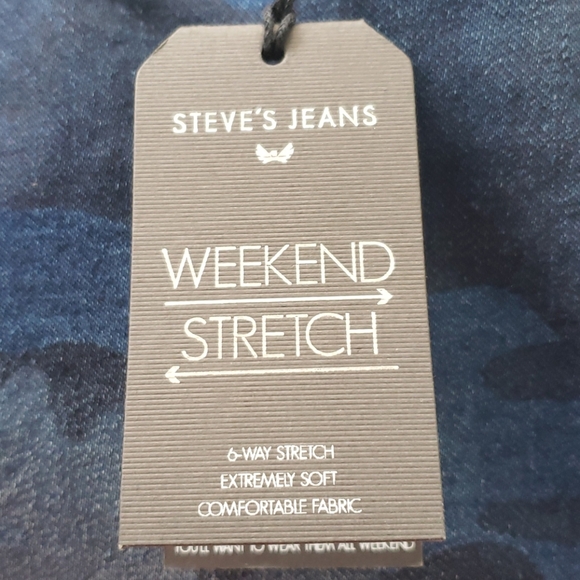 STEVE'S JEANS
WEEKEND
STRETCH
6-WAY STRETCH
EXTREMELY SOFT
COMFORTABLE FABRIC
YOU'LL WANT TO WEAR THEM ALL WEEKEND